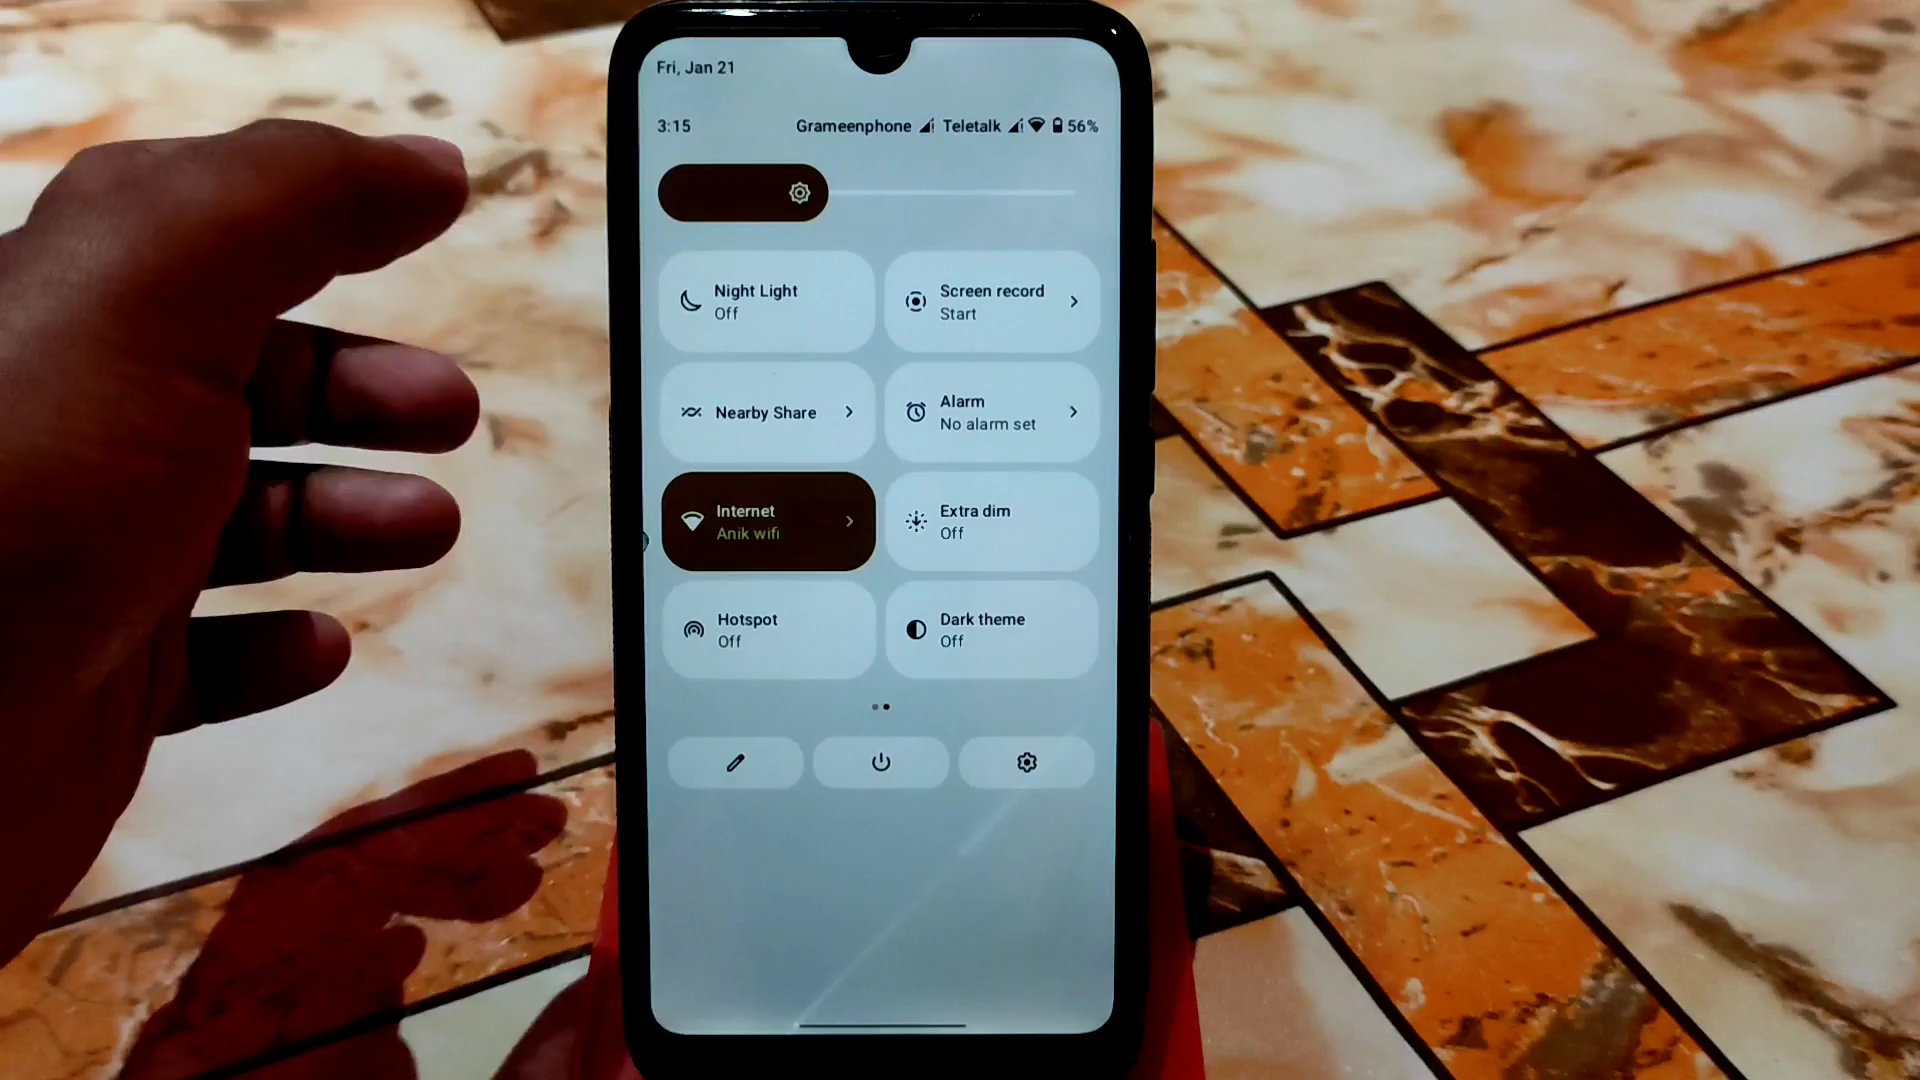 Fri, Jan 21
3:15 Grameenphone Teletalk 56%
Night Light
Off
Screen record
Start
Nearby Share
Alarm
No alarm set
Internet
Anik wifi
Extra dim
Off
Hotspot
Off
Dark theme
Off